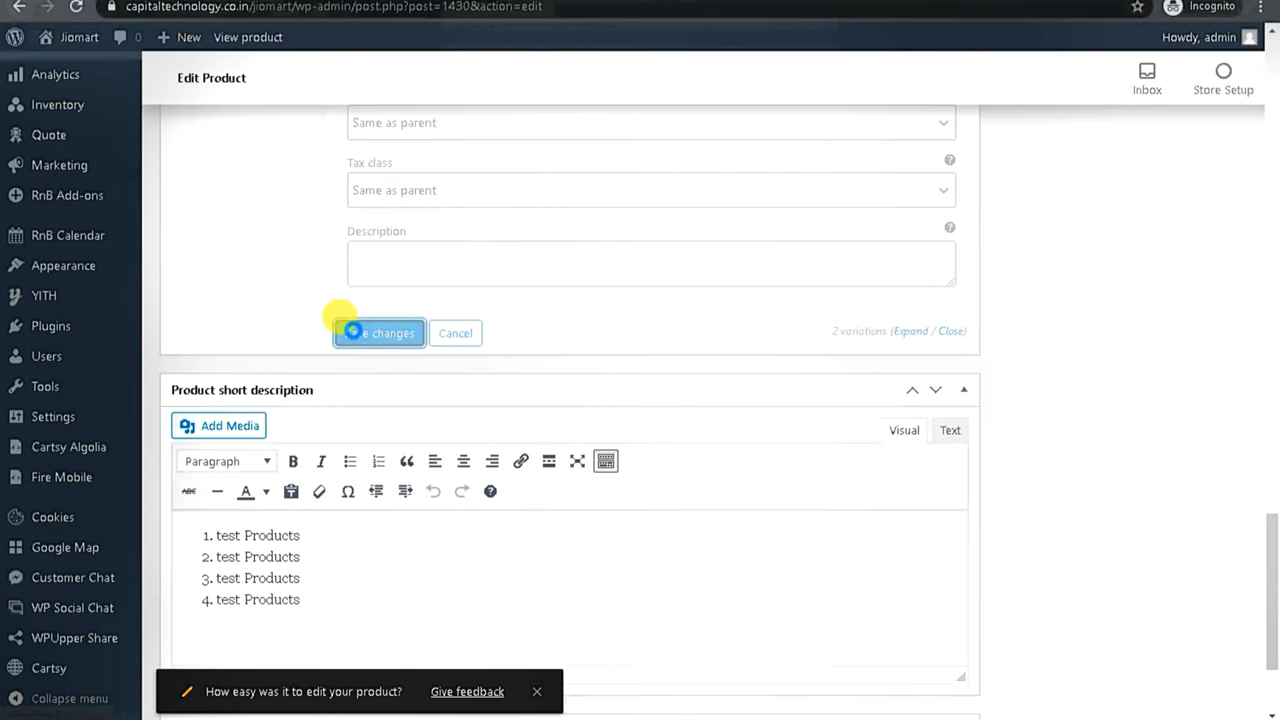 capitaltechnology.co.in/jiomart/wp-admin/post.php?post=1430&action=edit
Incognito
Jiomart
0
New
View product
Howdy, admin
Analytics
Inventory
Quote
Marketing
RnB Add-ons
RnB Calendar
Appearance
YITH
Plugins
Users
Tools
Settings
Cartsy Algolia
Fire Mobile
Cookies
Google Map
Customer Chat
WP Social Chat
WPUpper Share
Cartsy
Collapse menu
Edit Product
Inbox
Store Setup
Same as parent
Tax class
Same as parent
Description
changes
Cancel
2 variations (Expand / Close)
Product short description
Add Media
Visual
Text
Paragraph
B I
ABC
A
1. test Products
2. test Products
3. test Products
4. test Products
How easy was it to edit your product?
Give feedback